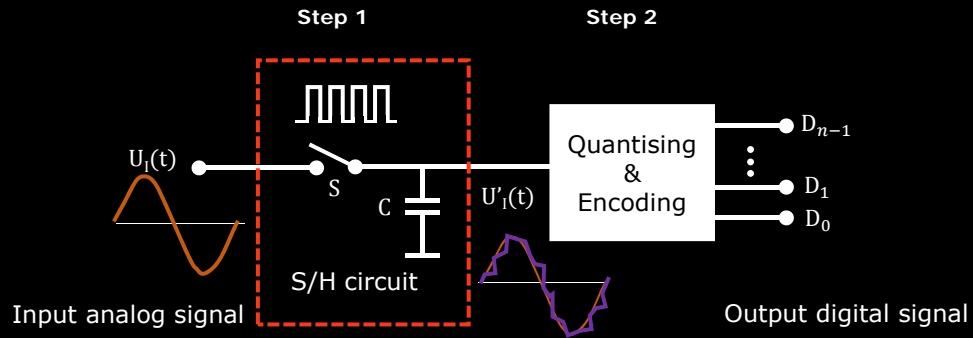 Step 1
Step 2
U_I(t)
S
C
S/H circuit
Input analog signal
U'_I(t)
Quantising
&
Encoding
D_{n−1}
D_1
D_0
Output digital signal